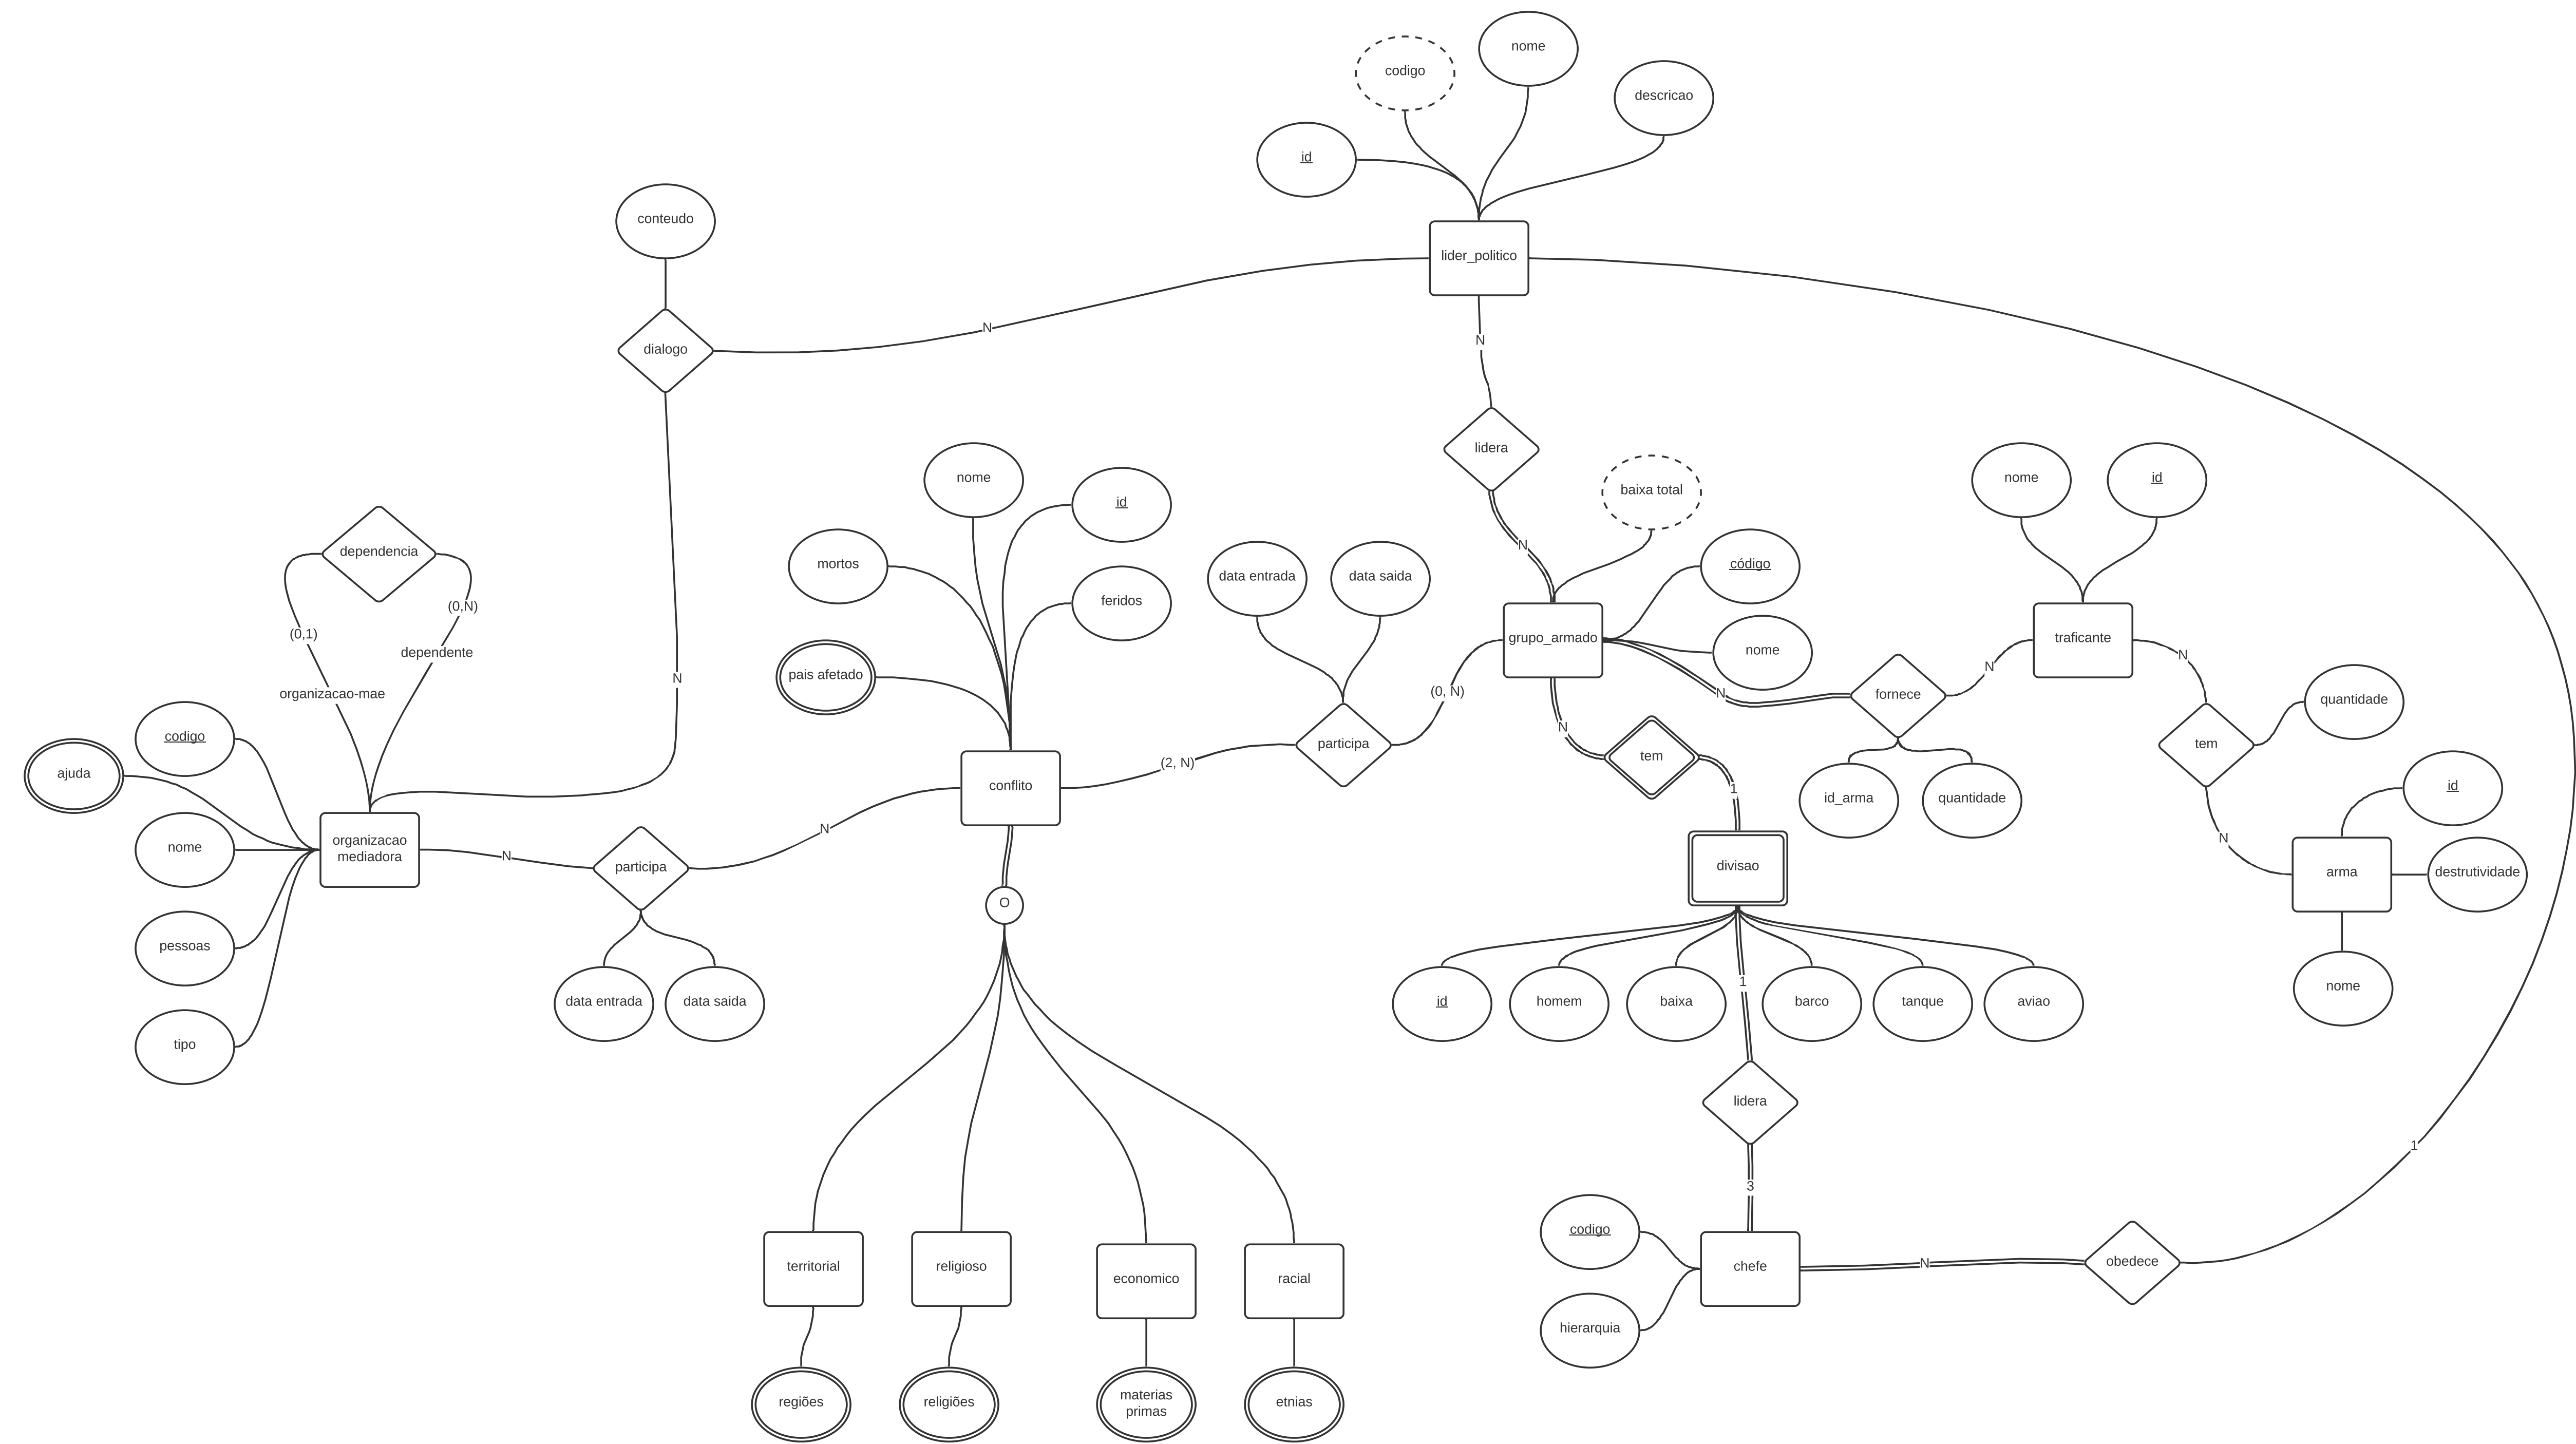 nome
codigo
descricao
id
conteudo
lider_politico
N
N
dialogo
lidera
nome
id
baixa total
nome
id
N
dependencia
mortos
código
data entrada
data saida
feridos
(0,N)
(0,1)
grupo_armado
traficante
dependente
nome
N
N
pais afetado
N
organizacao-mae
(0, N)
N
fornece
quantidade
N
codigo
participa
tem
tem
ajuda
(2, N)
conflito
1
id_arma
quantidade
id
N
N
organizacao
mediadora
nome
N
participa
divisao
arma
destrutividade
O
pessoas
1
nome
data entrada
data saida
id
homem
baixa
barco
tanque
aviao
tipo
lidera
1
3
codigo
territorial
religioso
economico
racial
chefe
N
obedece
hierarquia
regiões
religiões
materias
primas
etnias